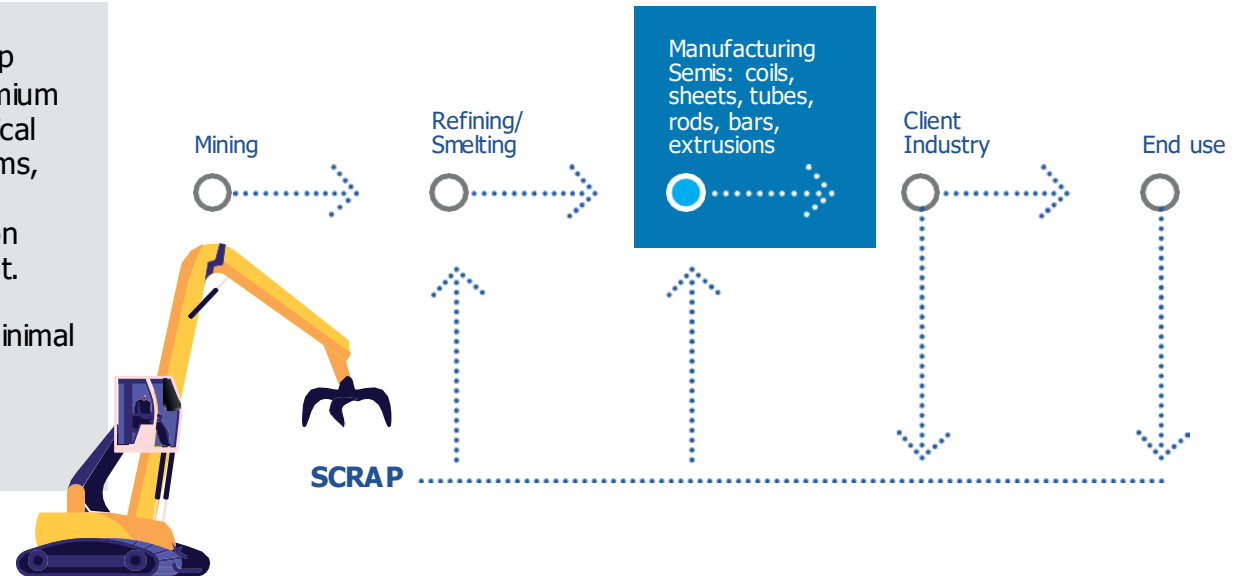 Mining
Refining/
Smelting
Manufacturing
Semis: coils,
sheets, tubes,
rods, bars,
extrusions
Client
Industry
End use
SCRAP
t.